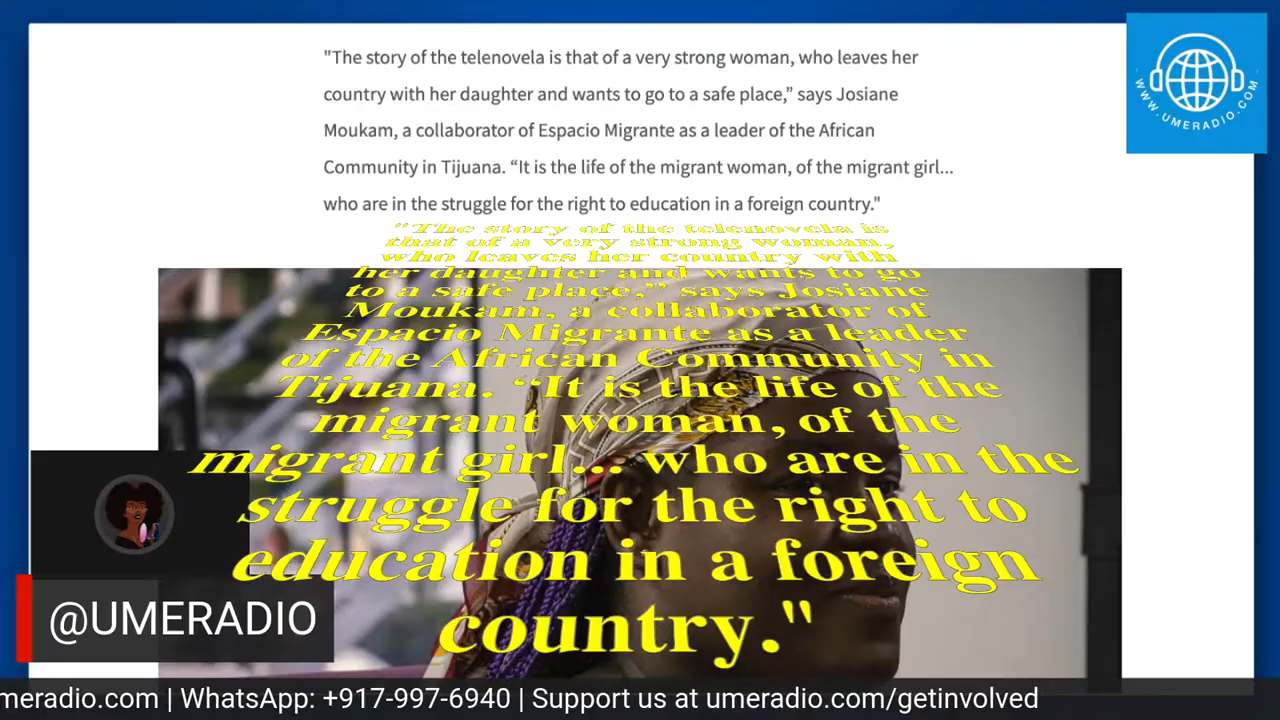 "The story of the telenovela is that of a very strong woman, who leaves her
country with her daughter and wants to go to a safe place,” says Josiane
Moukam, a collaborator of Espacio Migrante as a leader of the African
Community in Tijuana. “It is the life of the migrant woman, of the migrant girl...
who are in the struggle for the right to education in a foreign country."
WWW.UMERADIO.COM
"The story of the telenovela is
that of a very strong woman,
who leaves her country with
her daughter and wants to go
to a safe place,” says Josiane
Moukam, a collaborator of
Espacio Migrante as a leader
of the African Community in
Tijuana. “It is the life of the
migrant woman, of the
migrant girl... who are in the
struggle for the right to
education in a foreign
country."
@UMERADIO
meradio.com | WhatsApp: +917-997-6940 | Support us at umeradio.com/getinvolved